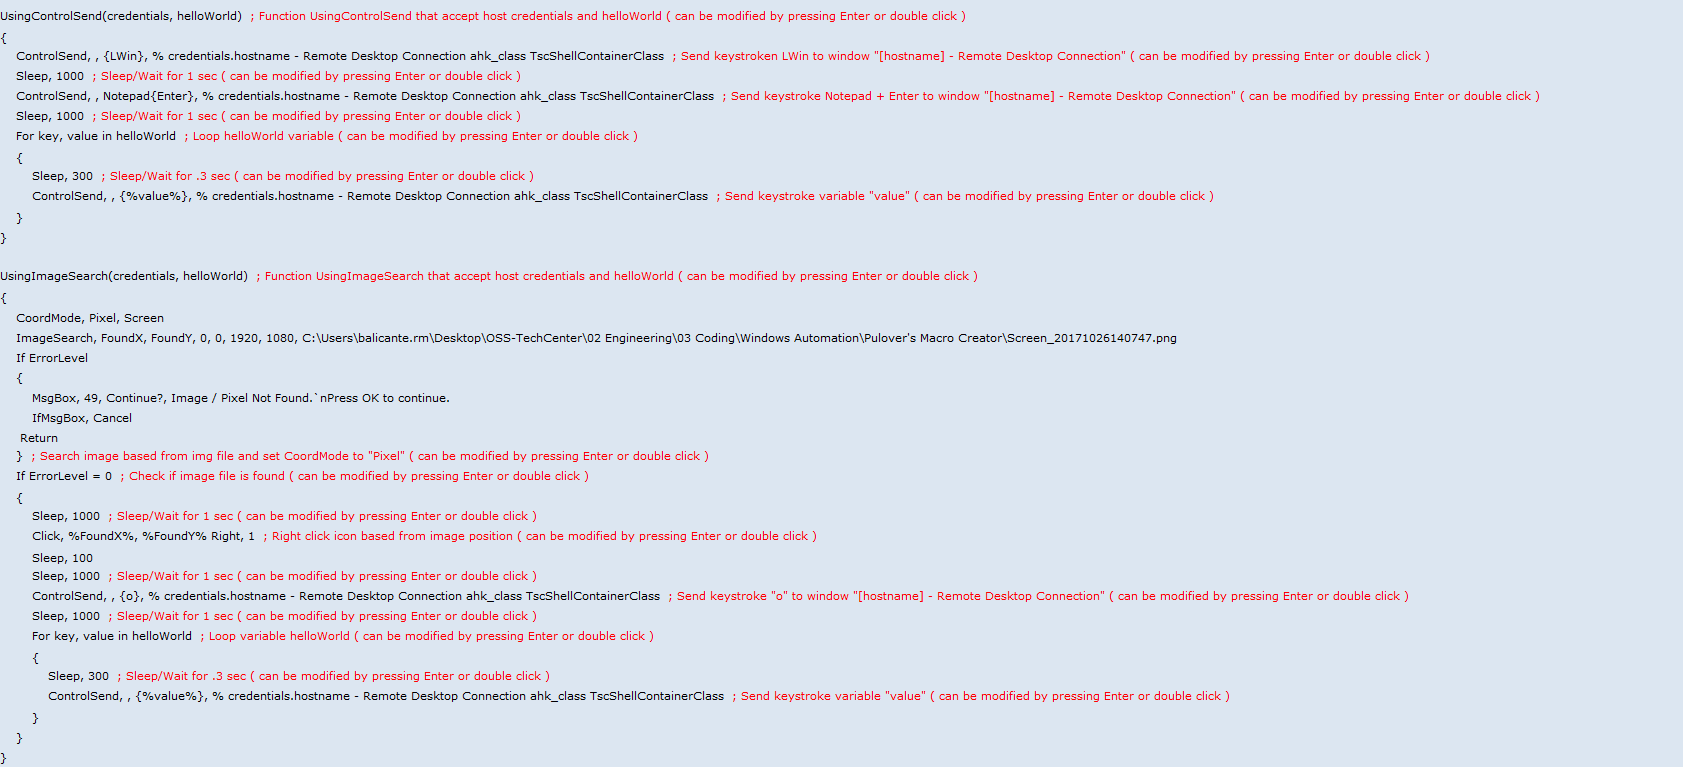 UsingControlSend(credentials, helloWorld)  ; Function UsingControlSend that accept host credentials and helloWorld ( can be modified by pressing Enter or double click )
{
ControlSend, , {LWin}, % credentials.hostname - Remote Desktop Connection ahk_class TscShellContainerClass  ; Send keystroken LWin to window "[hostname] - Remote Desktop Connection" ( can be modified by pressing Enter or double click )
Sleep, 1000  ; Sleep/Wait for 1 sec ( can be modified by pressing Enter or double click )
ControlSend, , Notepad{Enter}, % credentials.hostname - Remote Desktop Connection ahk_class TscShellContainerClass  ; Send keystroke Notepad + Enter to window "[hostname] - Remote Desktop Connection" ( can be modified by pressing Enter or double click )
Sleep, 1000  ; Sleep/Wait for 1 sec ( can be modified by pressing Enter or double click )
For key, value in helloWorld  ; Loop helloWorld variable ( can be modified by pressing Enter or double click )
{
Sleep, 300  ; Sleep/Wait for .3 sec ( can be modified by pressing Enter or double click )
ControlSend, , {%value%}, % credentials.hostname - Remote Desktop Connection ahk_class TscShellContainerClass  ; Send keystroke variable "value" ( can be modified by pressing Enter or double click )
}
}
UsingImageSearch(credentials, helloWorld)  ; Function UsingImageSearch that accept host credentials and helloWorld ( can be modified by pressing Enter or double click )
{
CoordMode, Pixel, Screen
ImageSearch, FoundX, FoundY, 0, 0, 1920, 1080, C:\Users\balicante.rm\Desktop\OSS-TechCenter\02 Engineering\03 Coding\Windows Automation\Pulover's Macro Creator\Screen_20171026140747.png
If ErrorLevel
{
MsgBox, 49, Continue?, Image / Pixel Not Found.`nPress OK to continue.
IfMsgBox, Cancel
Return
}  ; Search image based from img file and set CoordMode to "Pixel" ( can be modified by pressing Enter or double click )
If ErrorLevel = 0  ; Check if image file is found ( can be modified by pressing Enter or double click )
{
Sleep, 1000  ; Sleep/Wait for 1 sec ( can be modified by pressing Enter or double click )
Click, %FoundX%, %FoundY% Right, 1  ; Right click icon based from image position ( can be modified by pressing Enter or double click )
Sleep, 100
Sleep, 1000  ; Sleep/Wait for 1 sec ( can be modified by pressing Enter or double click )
ControlSend, , {o}, % credentials.hostname - Remote Desktop Connection ahk_class TscShellContainerClass  ; Send keystroke "o" to window "[hostname] - Remote Desktop Connection" ( can be modified by pressing Enter or double click )
Sleep, 1000  ; Sleep/Wait for 1 sec ( can be modified by pressing Enter or double click )
For key, value in helloWorld  ; Loop variable helloWorld ( can be modified by pressing Enter or double click )
{
Sleep, 300  ; Sleep/Wait for .3 sec ( can be modified by pressing Enter or double click )
ControlSend, , {%value%}, % credentials.hostname - Remote Desktop Connection ahk_class TscShellContainerClass  ; Send keystroke variable "value" ( can be modified by pressing Enter or double click )
}
}
}